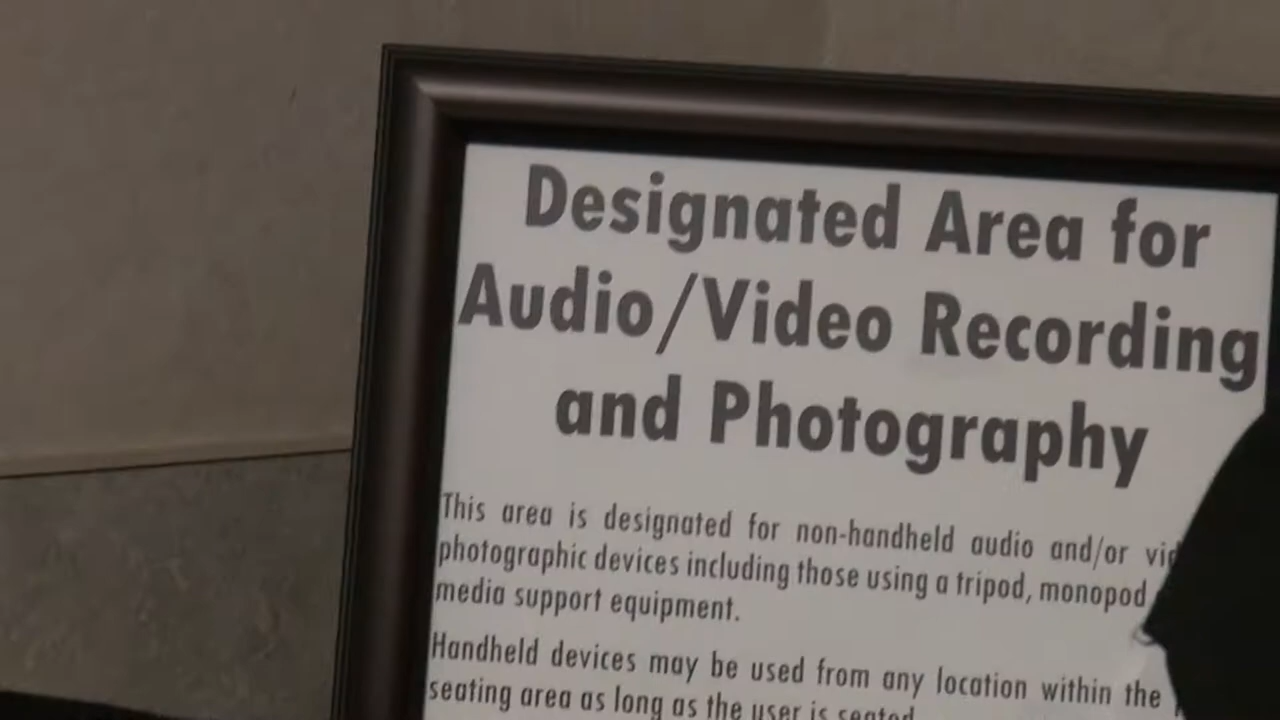 Designated Area for
Audio/Video Recording
and Photography
This area is designated for non-handheld audio and/or
photographic devices including those using a tripod, monopod
media support equipment.
Handheld devices may be used from any location within the
seating area as long as the user is seated